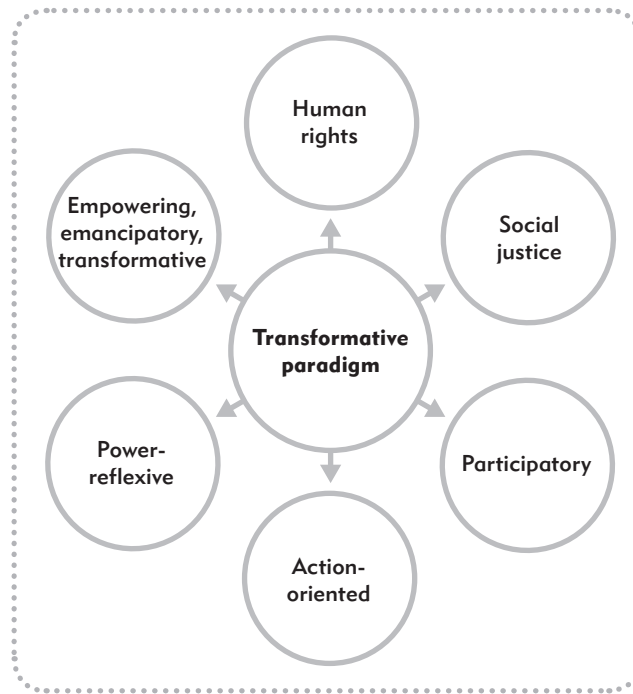 Human
rights
Empowering,
emancipatory,
transformative
Social
justice
Transformative
paradigm
Power-
reflexive
Participatory
Action-
oriented